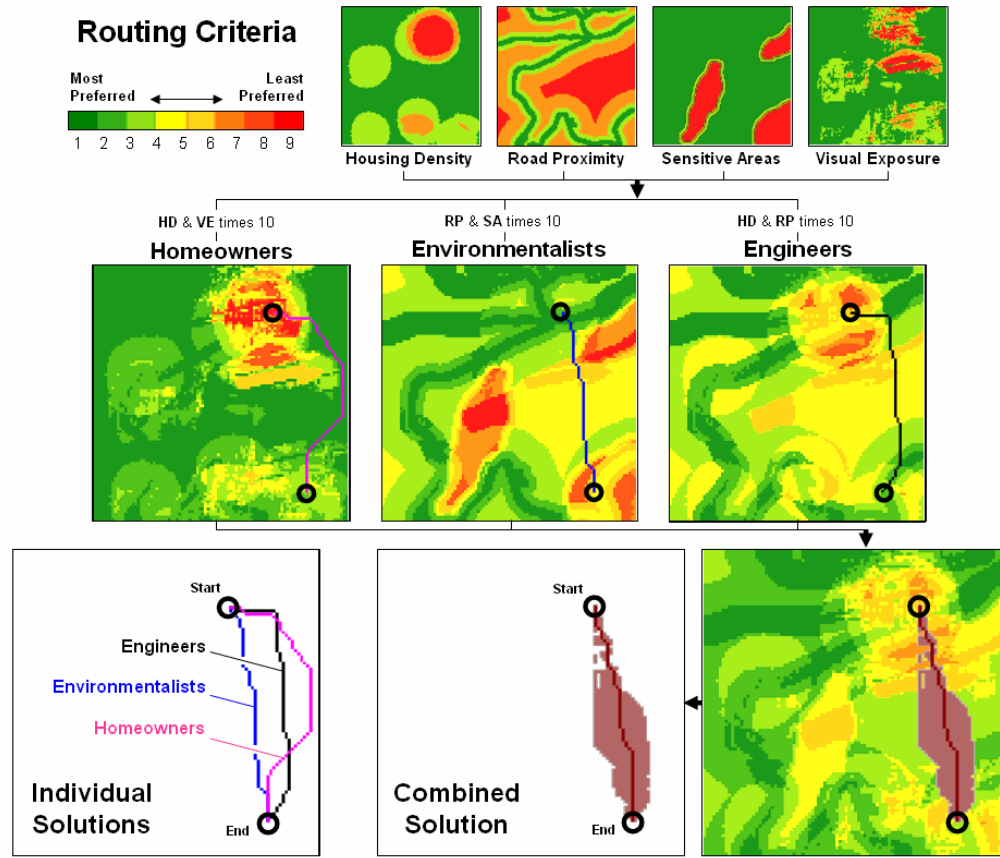 Routing Criteria
Most
Preferred
Least
Preferred
1 2 3 4 5 6 7 8 9
Housing Density
Road Proximity
Sensitive Areas
Visual Exposure
HD & VE times 10
Homeowners
RP & SA times 10
Environmentalists
HD & RP times 10
Engineers
Start
Engineers
Environmentalists
Homeowners
Individual
Solutions
End
Start
Combined
Solution
End